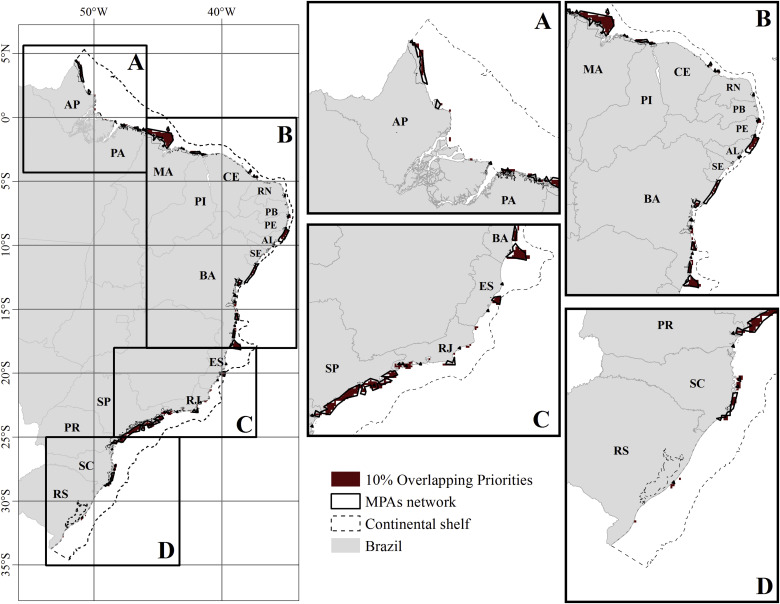 50°W 40°W
5°N
0°
5°S
10°S
15°S
20°S
25°S
30°S
35°S
A
AP
PA
B
MA
CE
PI
RN
PB
PE
AL
SE
BA
ES
SP
RJ
PR
C
SC
RS
D
A
AP
PA
B
MA
CE
PI
RN
PB
PE
AL
SE
BA
BA
ES
RJ
SP
C
PR
SC
RS
D
10% Overlapping Priorities
MPAs network
Continental shelf
Brazil